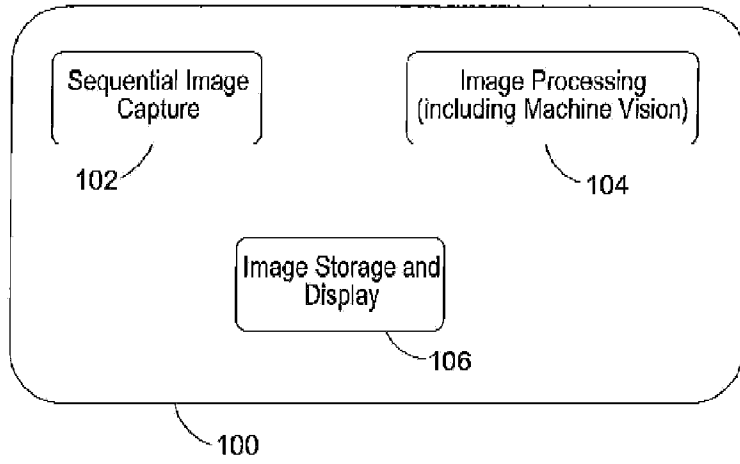 Sequential Image
Capture
Image Processing
(including Machine Vision)
102
104
Image Storage and
Display
106
100